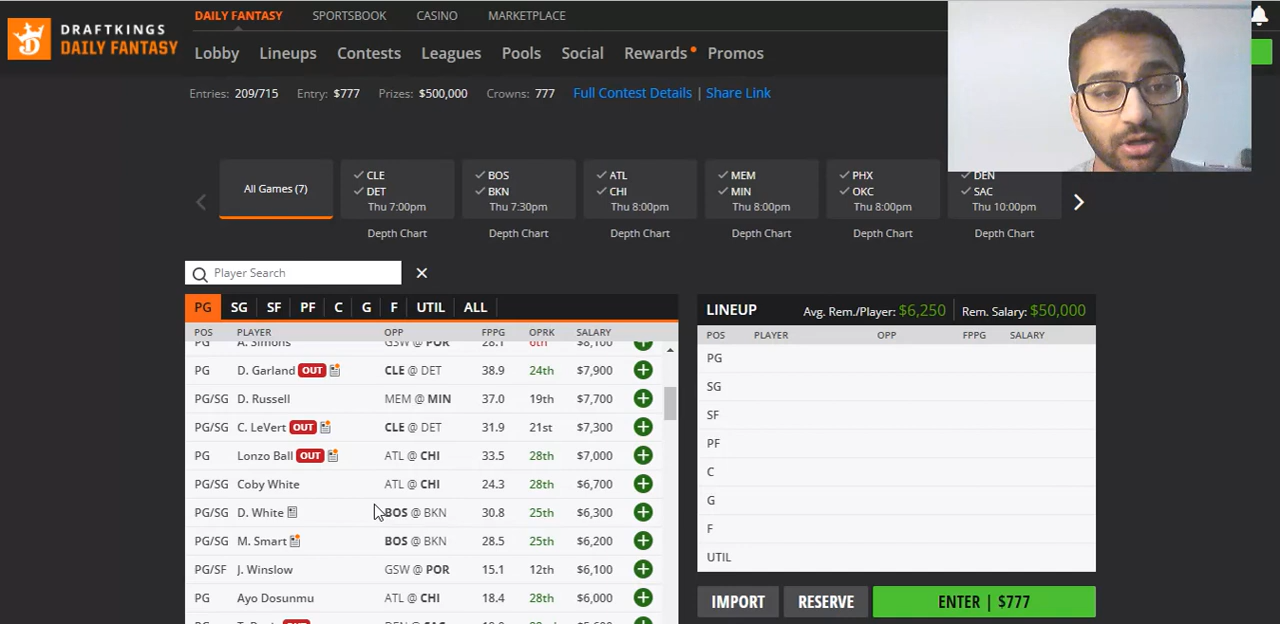 DRAFTKINGS
DAILY FANTASY
DAILY FANTASY SPORTSBOOK CASINO MARKETPLACE
Lobby Lineups Contests Leagues Pools Social Rewards Promos
Entries: 209/715 Entry: $777 Prizes: $500,000 Crowns: 777 Full Contest Details | Share Link
All Games (7)
CLE
DET
Thu 7:00pm
Depth Chart
BOS
BKN
Thu 7:30pm
Depth Chart
ATL
CHI
Thu 8:00pm
Depth Chart
MEM
MIN
Thu 8:00pm
Depth Chart
PHX
OKC
Thu 8:00pm
Depth Chart
DEN
SAC
Thu 10:00pm
Depth Chart
Player Search
PG SG SF PF C G F UTIL ALL
POS PLAYER OPP FPPG OPRK SALARY
PG A. Simons GSW @ POR 28.1 6th $8,100
PG D. Garland OUT CLE @ DET 38.9 24th $7,900
PG/SG D. Russell MEM @ MIN 37.0 19th $7,700
PG/SG C. LeVert OUT CLE @ DET 31.9 21st $7,300
PG Lonzo Ball OUT ATL @ CHI 33.5 28th $7,000
PG/SG Coby White ATL @ CHI 24.3 28th $6,700
PG/SG D. White BOS @ BKN 30.8 25th $6,300
PG/SG M. Smart BOS @ BKN 28.5 25th $6,200
PG/SF J. Winslow GSW @ POR 15.1 12th $6,100
PG Ayo Dosunmu ATL @ CHI 18.4 28th $6,000
LINEUP Avg. Rem./Player: $6,250 Rem. Salary: $50,000
POS PLAYER OPP FPPG SALARY
PG
SG
SF
PF
C
G
F
UTIL
IMPORT RESERVE ENTER | $777